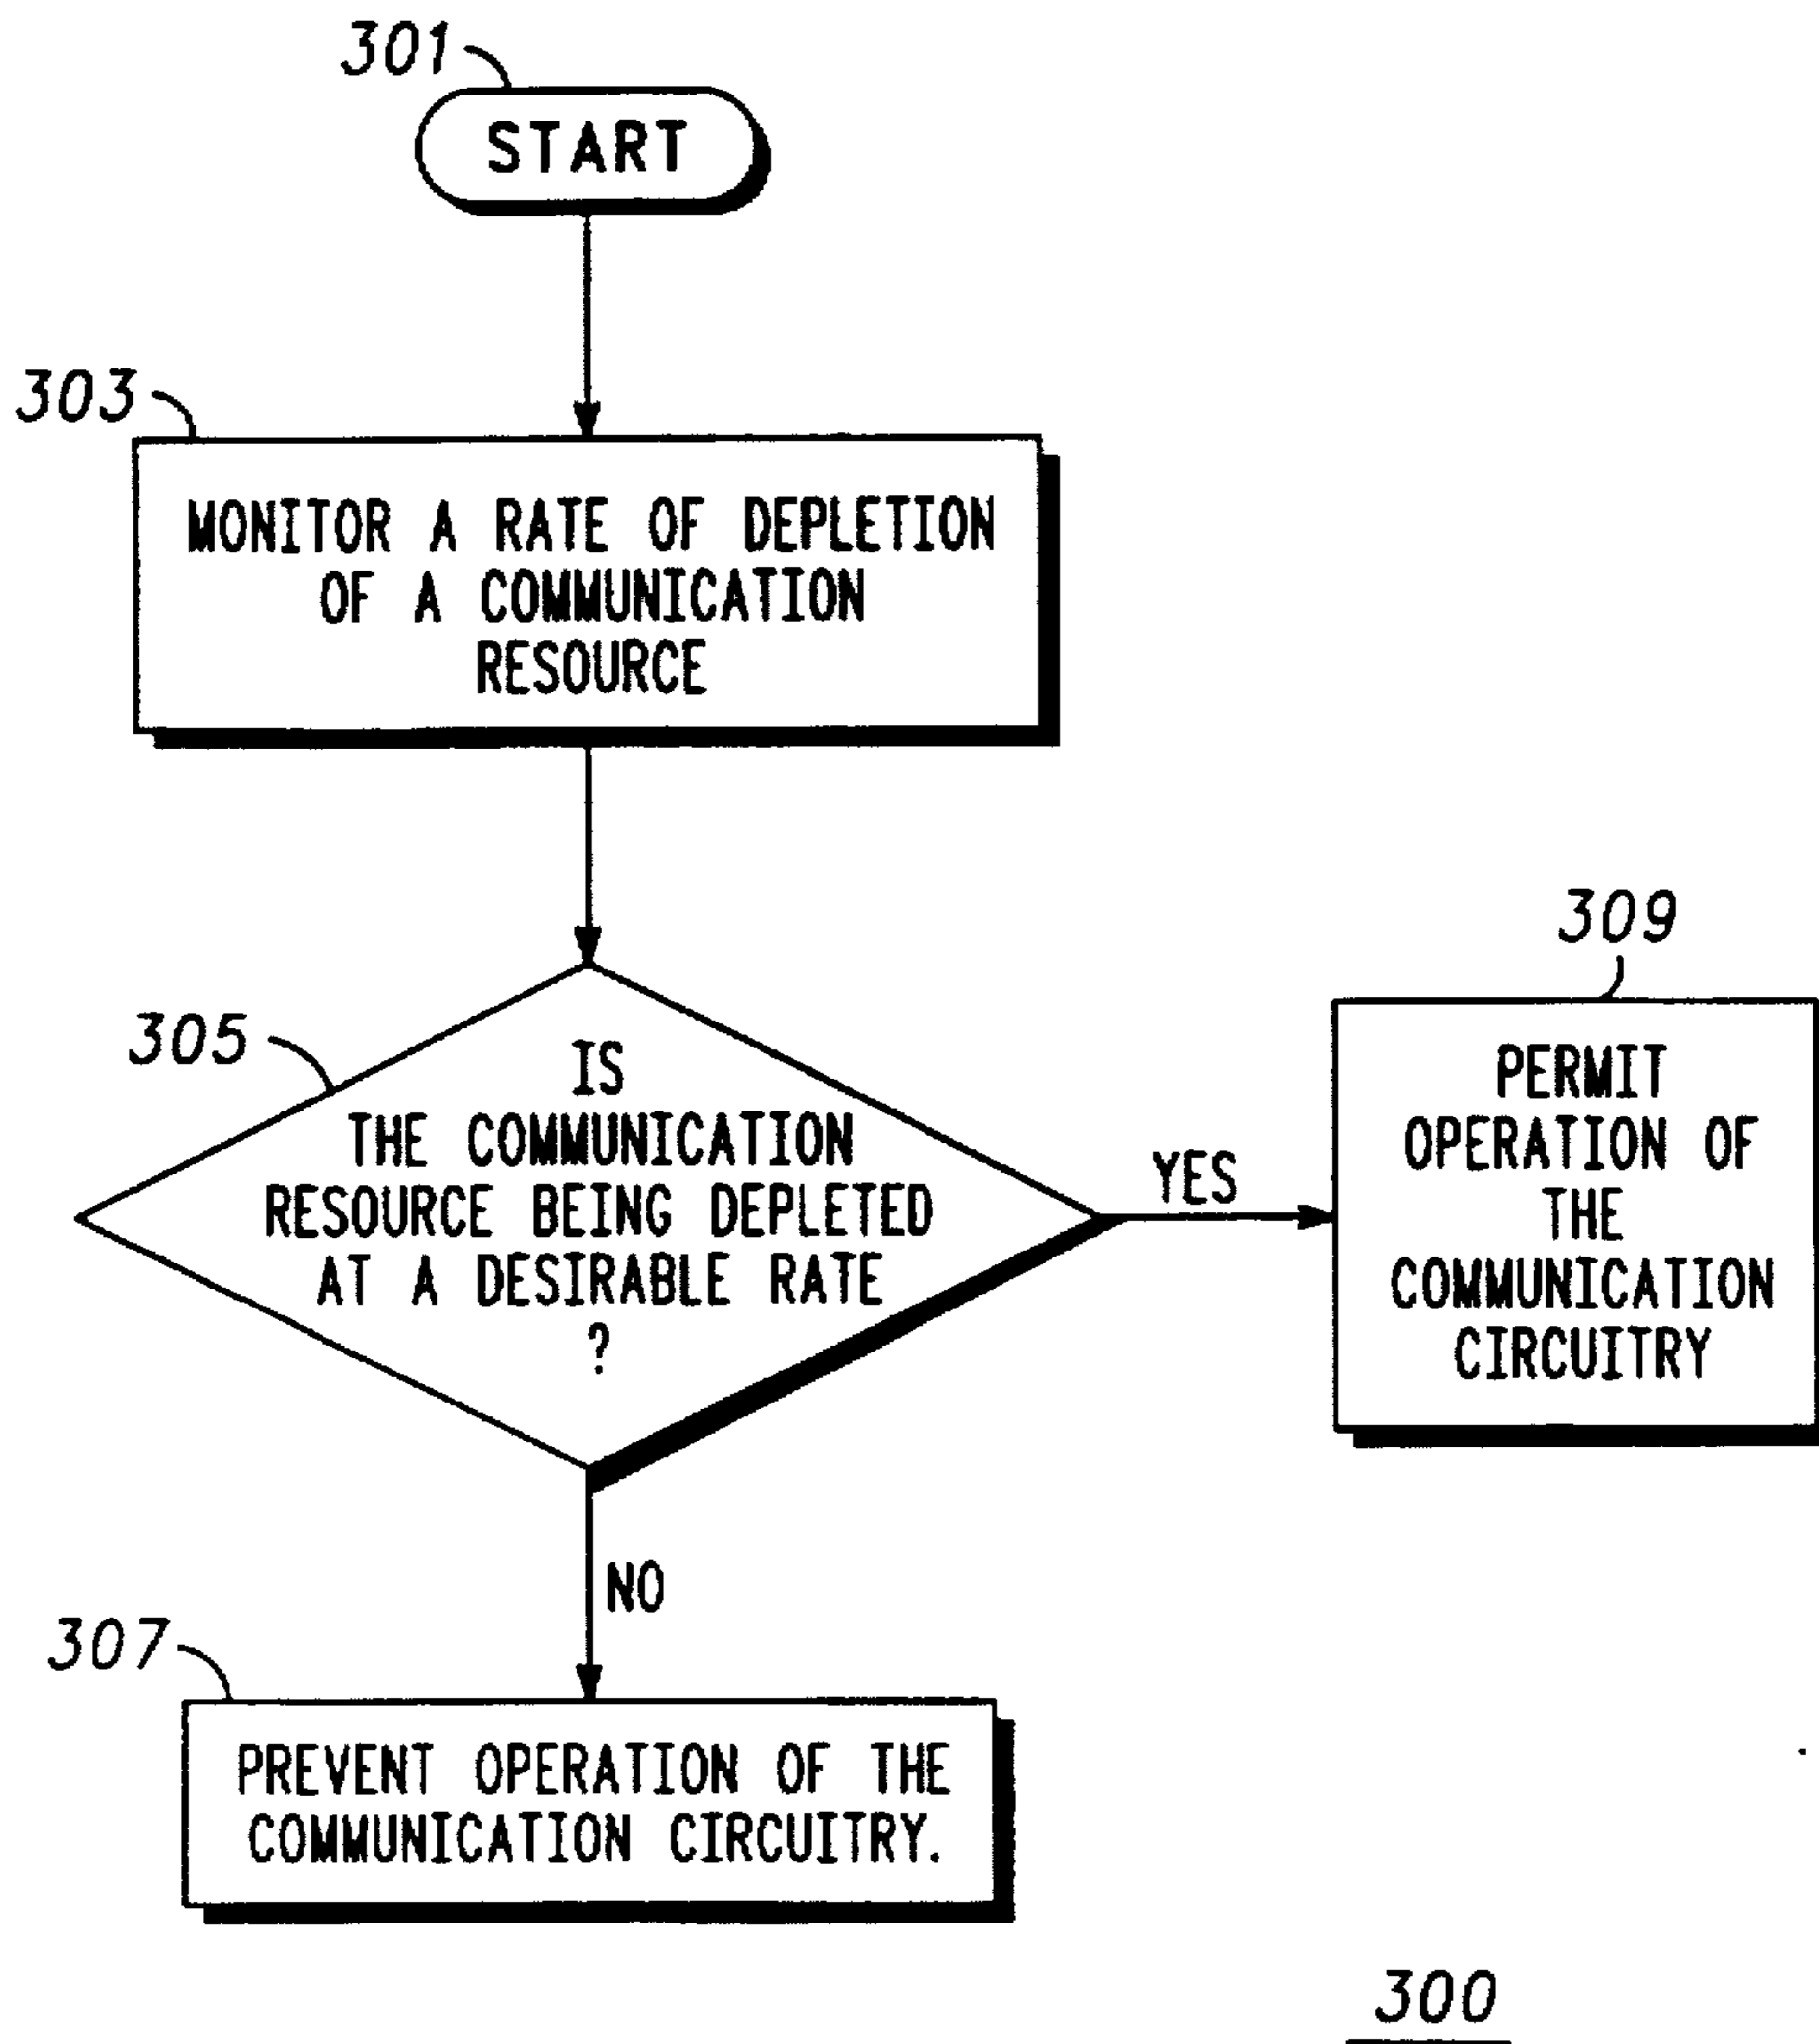 301
START
303
MONITOR A RATE OF DEPLETION
OF A COMMUNICATION
RESOURCE
305
IS
THE COMMUNICATION
RESOURCE BEING DEPLETED
AT A DESIRABLE RATE
?
YES
309
PERMIT
OPERATION OF
THE
COMMUNICATION
CIRCUITRY
NO
307
PREVENT OPERATION OF THE
COMMUNICATION CIRCUITRY.
300